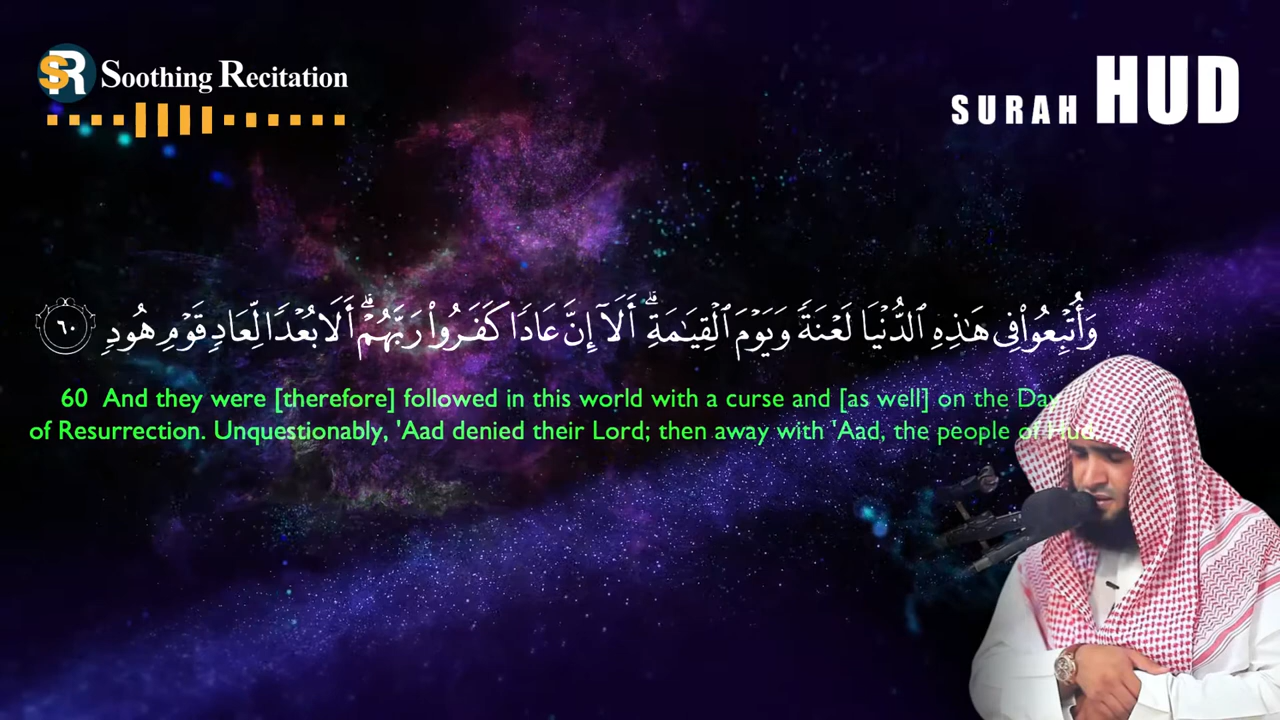 SR Soothing Recitation
SURAH HUD
وَأُتۡبِعُواْ فِى هَٰذِهِ ٱلدُّنۡيَا لَعۡنَةً وَيَوۡمَ ٱلۡقِيَٰمَةِۗ أَلَآ إِنَّ عَادًا كَفَرُواْ رَبَّهُمۡۗ أَلَا بُعۡدًا لِّعَادٍ قَوۡمِ هُودٍ ٦٠
60 And they were [therefore] followed in this world with a curse and [as well] on the Day
of Resurrection. Unquestionably, 'Aad denied their Lord; then away with 'Aad, the people of Hud.